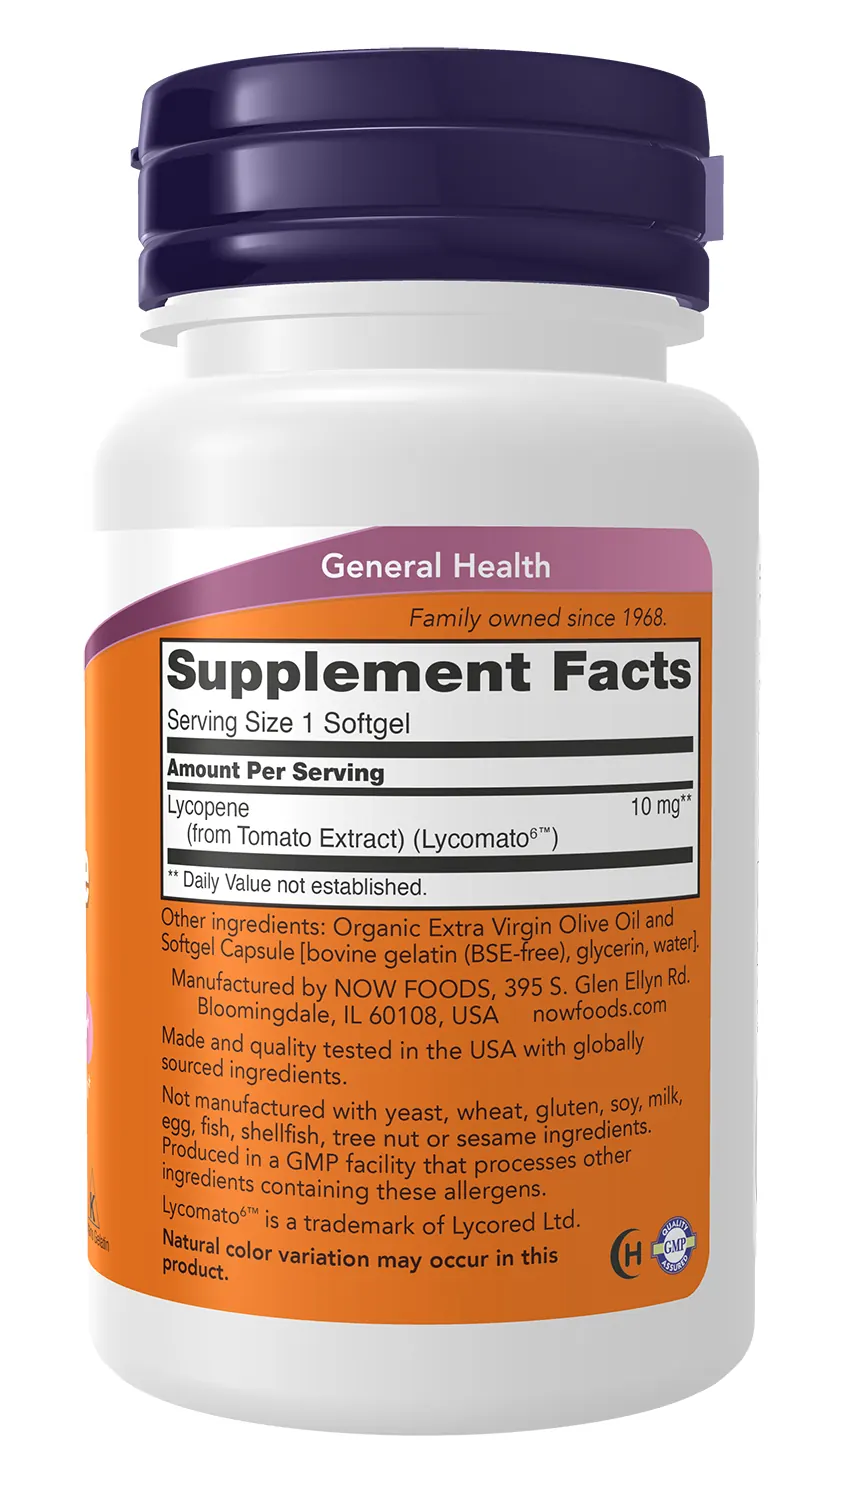 General Health
Family owned since 1968.
Supplement Facts
Serving Size 1 Softgel
Amount Per Serving
Lycopene 10 mg**
(from Tomato Extract) (Lycomato⁶™)
** Daily Value not established.
Other ingredients: Organic Extra Virgin Olive Oil and
Softgel Capsule [bovine gelatin (BSE-free), glycerin, water].
Manufactured by NOW FOODS, 395 S. Glen Ellyn Rd.
Bloomingdale, IL 60108, USA nowfoods.com
Made and quality tested in the USA with globally
sourced ingredients.
Not manufactured with yeast, wheat, gluten, soy, milk,
egg, fish, shellfish, tree nut or sesame ingredients.
Produced in a GMP facility that processes other
ingredients containing these allergens.
Lycomato⁶™ is a trademark of Lycored Ltd.
Natural color variation may occur in this
product.
H
QUALITY
GMP
ASSURED
e
K
Gelatin